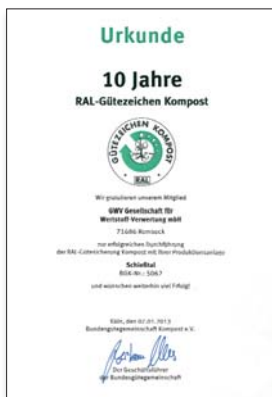 Urkunde
10 Jahre
RAL-Gütezeichen Kompost
GÜTEZEICHEN KOMPOST
RAL
Wir gratulieren unserem Mitglied
GWV Gesellschaft für
Wertstoff-Verwertung mbH
71686 Remseck
zur erfolgreichen Durchführung
der RAL-Gütesicherung Kompost mit Ihrer Produktionsanlage
Schießtal
BGK-Nr.: 5067
und wünschen weiterhin viel Erfolg!
Köln, den 02.01.2013
Bundesgütegemeinschaft Kompost e.V.
Der Geschäftsführer
der Bundesgütegemeinschaft